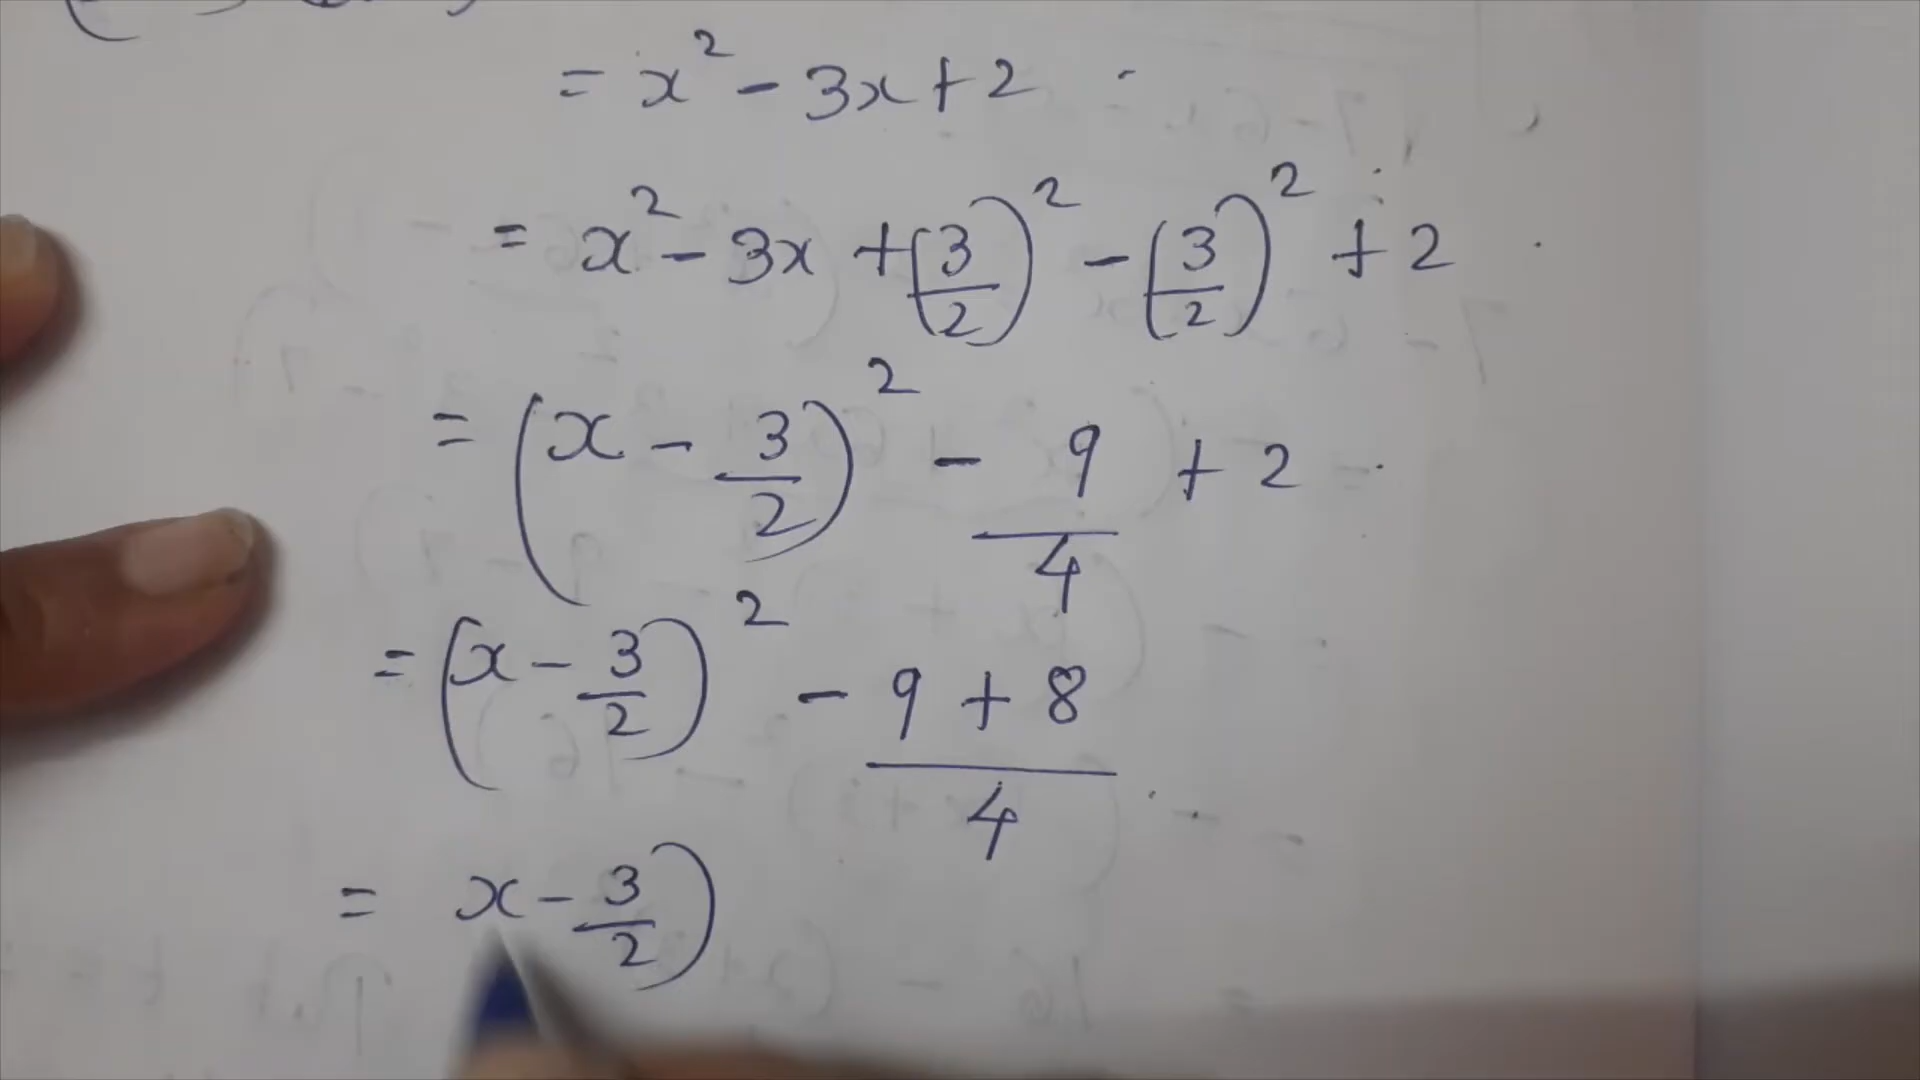 = x² - 3x + 2
= x² - 3x + (3/2)² - (3/2)² + 2
= (x - 3/2)² - 9/4 + 2
= (x - 3/2)² - 9 + 8/4
= x - 3/2)